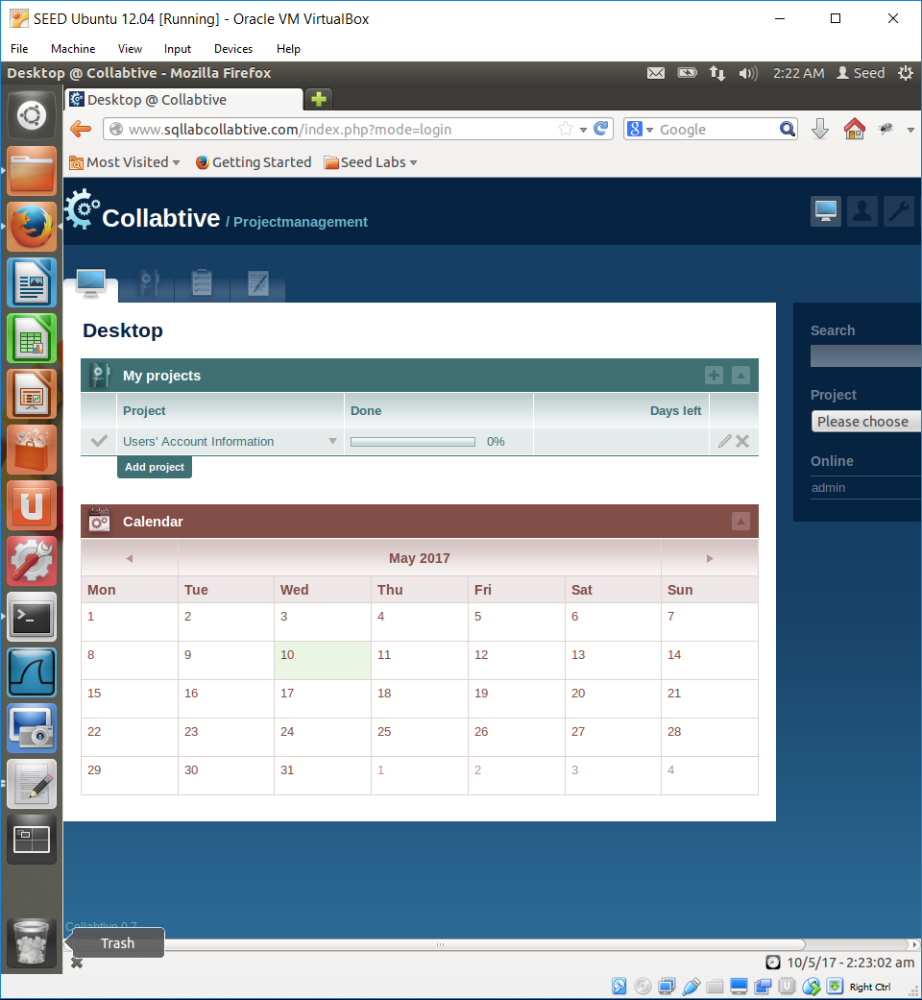 SEED Ubuntu 12.04 [Running] - Oracle VM VirtualBox
File Machine View Input Devices Help
Desktop @ Collabtive - Mozilla Firefox 2:22 AM Seed
Desktop @ Collabtive
www.sqllabcollabtive.com/index.php?mode=login Google
Most Visited Getting Started Seed Labs
Collabtive / Projectmanagement
Desktop
My projects
Project Done Days left
Users' Account Information 0%
Add project
Calendar
May 2017
Mon Tue Wed Thu Fri Sat Sun
1 2 3 4 5 6 7
8 9 10 11 12 13 14
15 16 17 18 19 20 21
22 23 24 25 26 27 28
29 30 31 1 2 3 4
Search
Project
Please choose
Online
admin
Collabtive 0.7
Trash
10/5/17 - 2:23:02 am
Right Ctrl